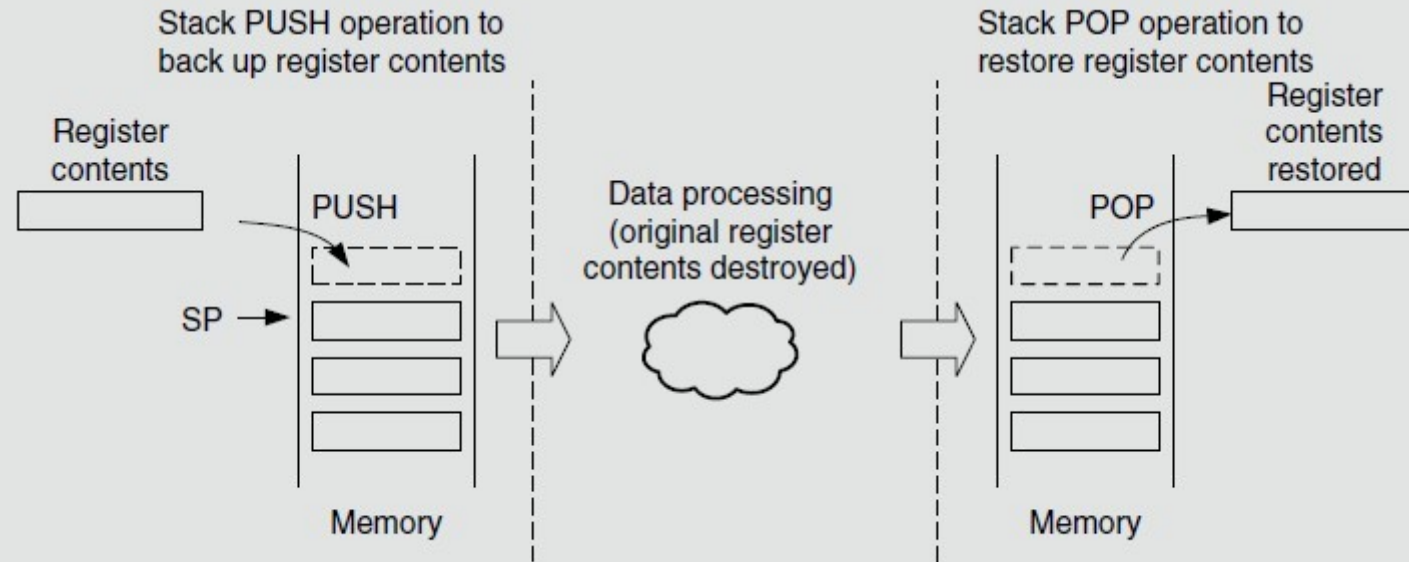 Stack PUSH operation to
back up register contents
Register
contents
PUSH
SP
Memory
Data processing
(original register
contents destroyed)
Stack POP operation to
restore register contents
Register
contents
restored
POP
Memory